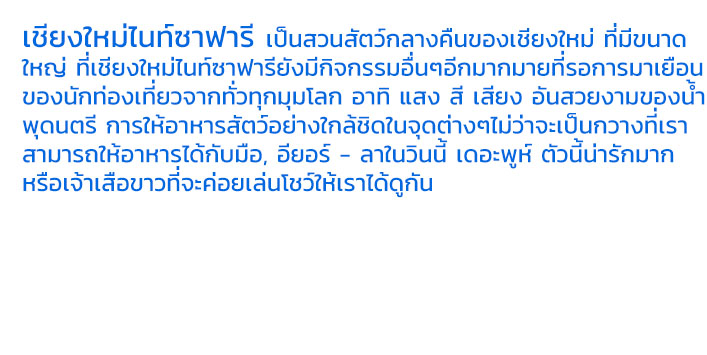 เชียงใหม่ไนท์ซาฟารี เป็นสวนสัตว์กลางคืนของเชียงใหม่ ที่มีขนาด
ใหญ่ ที่เชียงใหม่ไนท์ซาฟารียังมีกิจกรรมอื่นๆอีกมากมายที่รอการมาเยือน
ของนักท่องเที่ยวจากทั่วทุกมุมโลก อาทิ แสง สี เสียง อันสวยงามของน้ำ
พุดนตรี การให้อาหารสัตว์อย่างใกล้ชิดในจุดต่างๆไม่ว่าจะเป็นกวางที่เรา
สามารถให้อาหารได้กับมือ, อียอร์ – ลาในวินนี้ เดอะพูห์ ตัวนี้น่ารักมาก
หรือเจ้าเสือขาวที่จะค่อยเล่นโชว์ให้เราได้ดูกัน